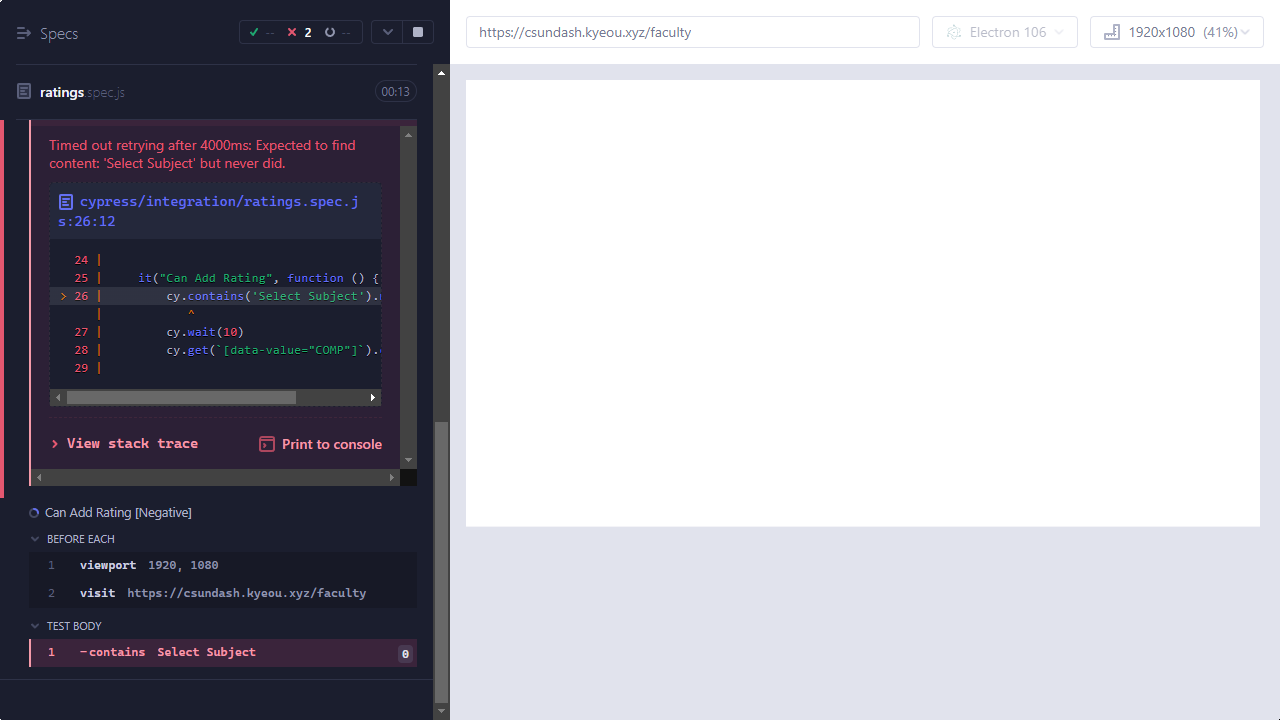 Specs
-- 2 --
https://csundash.kyeou.xyz/faculty
Electron 106
1920x1080 (41%)
ratings.spec.js
00:13
Timed out retrying after 4000ms: Expected to find
content: 'Select Subject' but never did.
cypress/integration/ratings.spec.j
s:26:12
24 |
25 | it("Can Add Rating", function () {
> 26 | cy.contains('Select Subject').
| ^
27 | cy.wait(10)
28 | cy.get(`[data-value="COMP"]`).
29 |
View stack trace
Print to console
Can Add Rating [Negative]
BEFORE EACH
1 viewport 1920, 1080
2 visit https://csundash.kyeou.xyz/faculty
TEST BODY
1 -contains Select Subject 0